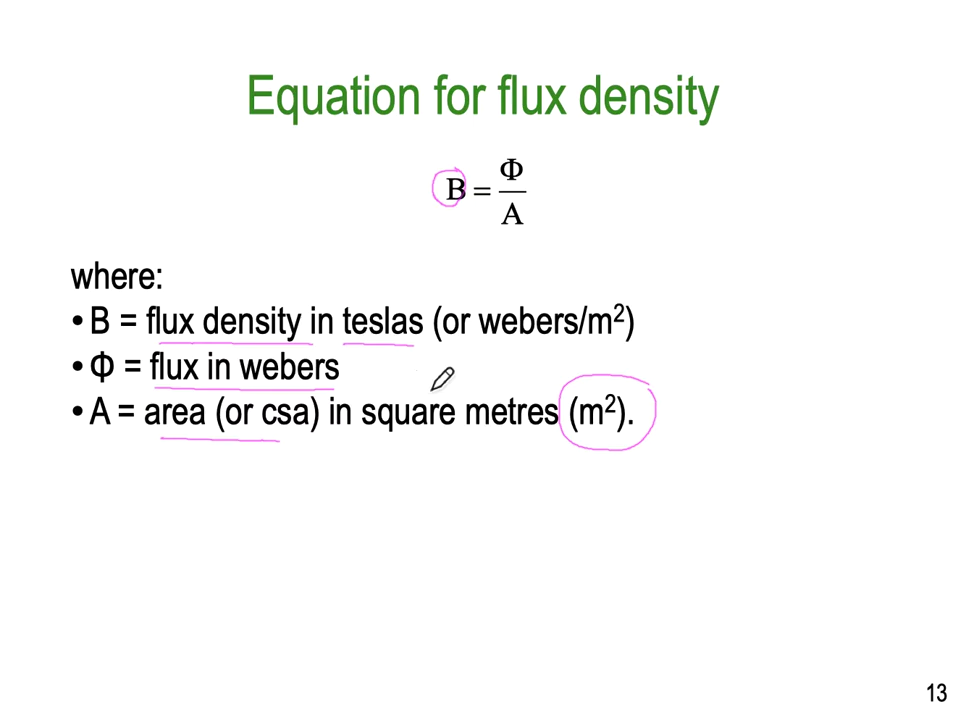 Equation for flux density
B = Φ/A
where:
• B = flux density in teslas (or webers/m²)
• Φ = flux in webers
• A = area (or csa) in square metres (m²).
13